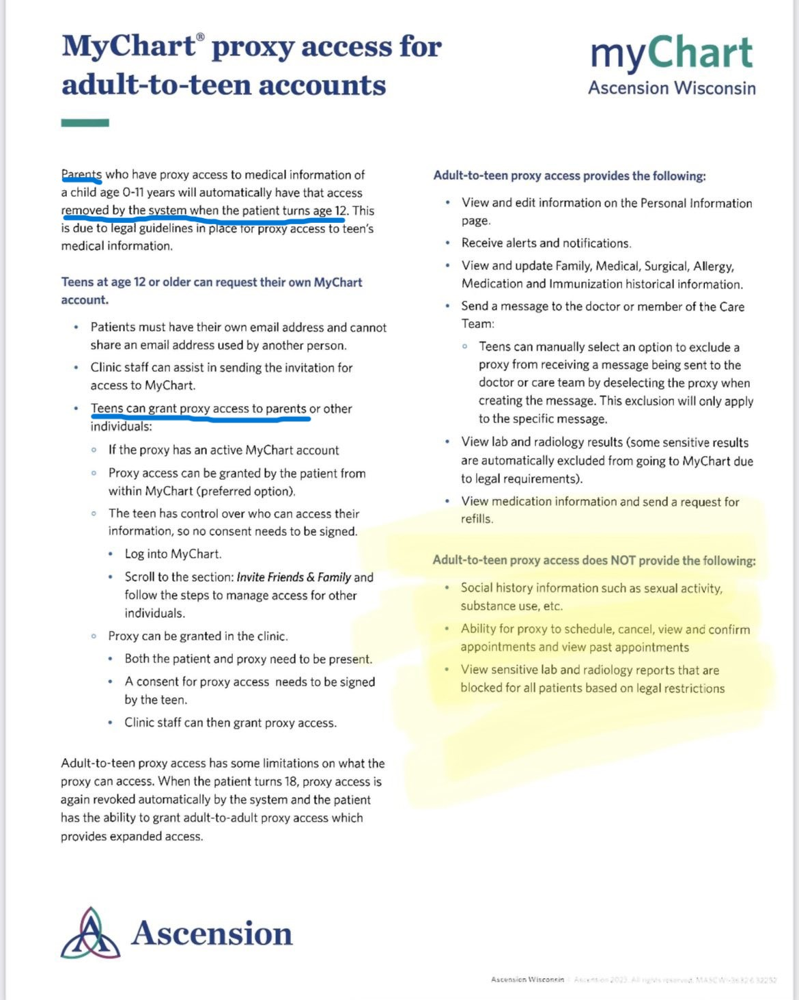 MyChart® proxy access for
adult-to-teen accounts
myChart
Ascension Wisconsin
Parents who have proxy access to medical information of
a child age 0-11 years will automatically have that access
removed by the system when the patient turns age 12. This
is due to legal guidelines in place for proxy access to teen's
medical information.
Teens at age 12 or older can request their own MyChart
account.
• Patients must have their own email address and cannot
share an email address used by another person.
• Clinic staff can assist in sending the invitation for
access to MyChart.
• Teens can grant proxy access to parents or other
individuals:
○ If the proxy has an active MyChart account
○ Proxy access can be granted by the patient from
within MyChart (preferred option).
○ The teen has control over who can access their
information, so no consent needs to be signed.
• Log into MyChart.
• Scroll to the section: Invite Friends & Family and
follow the steps to manage access for other
individuals.
○ Proxy can be granted in the clinic.
• Both the patient and proxy need to be present.
• A consent for proxy access needs to be signed
by the teen.
• Clinic staff can then grant proxy access.
Adult-to-teen proxy access has some limitations on what the
proxy can access. When the patient turns 18, proxy access is
again revoked automatically by the system and the patient
has the ability to grant adult-to-adult proxy access which
provides expanded access.
Adult-to-teen proxy access provides the following:
• View and edit information on the Personal Information
page.
• Receive alerts and notifications.
• View and update Family, Medical, Surgical, Allergy,
Medication and Immunization historical information.
• Send a message to the doctor or member of the Care
Team:
○ Teens can manually select an option to exclude a
proxy from receiving a message being sent to the
doctor or care team by deselecting the proxy when
creating the message. This exclusion will only apply
to the specific message.
• View lab and radiology results (some sensitive results
are automatically excluded from going to MyChart due
to legal requirements).
• View medication information and send a request for
refills.
Adult-to-teen proxy access does NOT provide the following:
• Social history information such as sexual activity,
substance use, etc.
• Ability for proxy to schedule, cancel, view and confirm
appointments and view past appointments
• View sensitive lab and radiology reports that are
blocked for all patients based on legal restrictions
Ascension
Ascension Wisconsin Ascension 2023. All rights reserved.